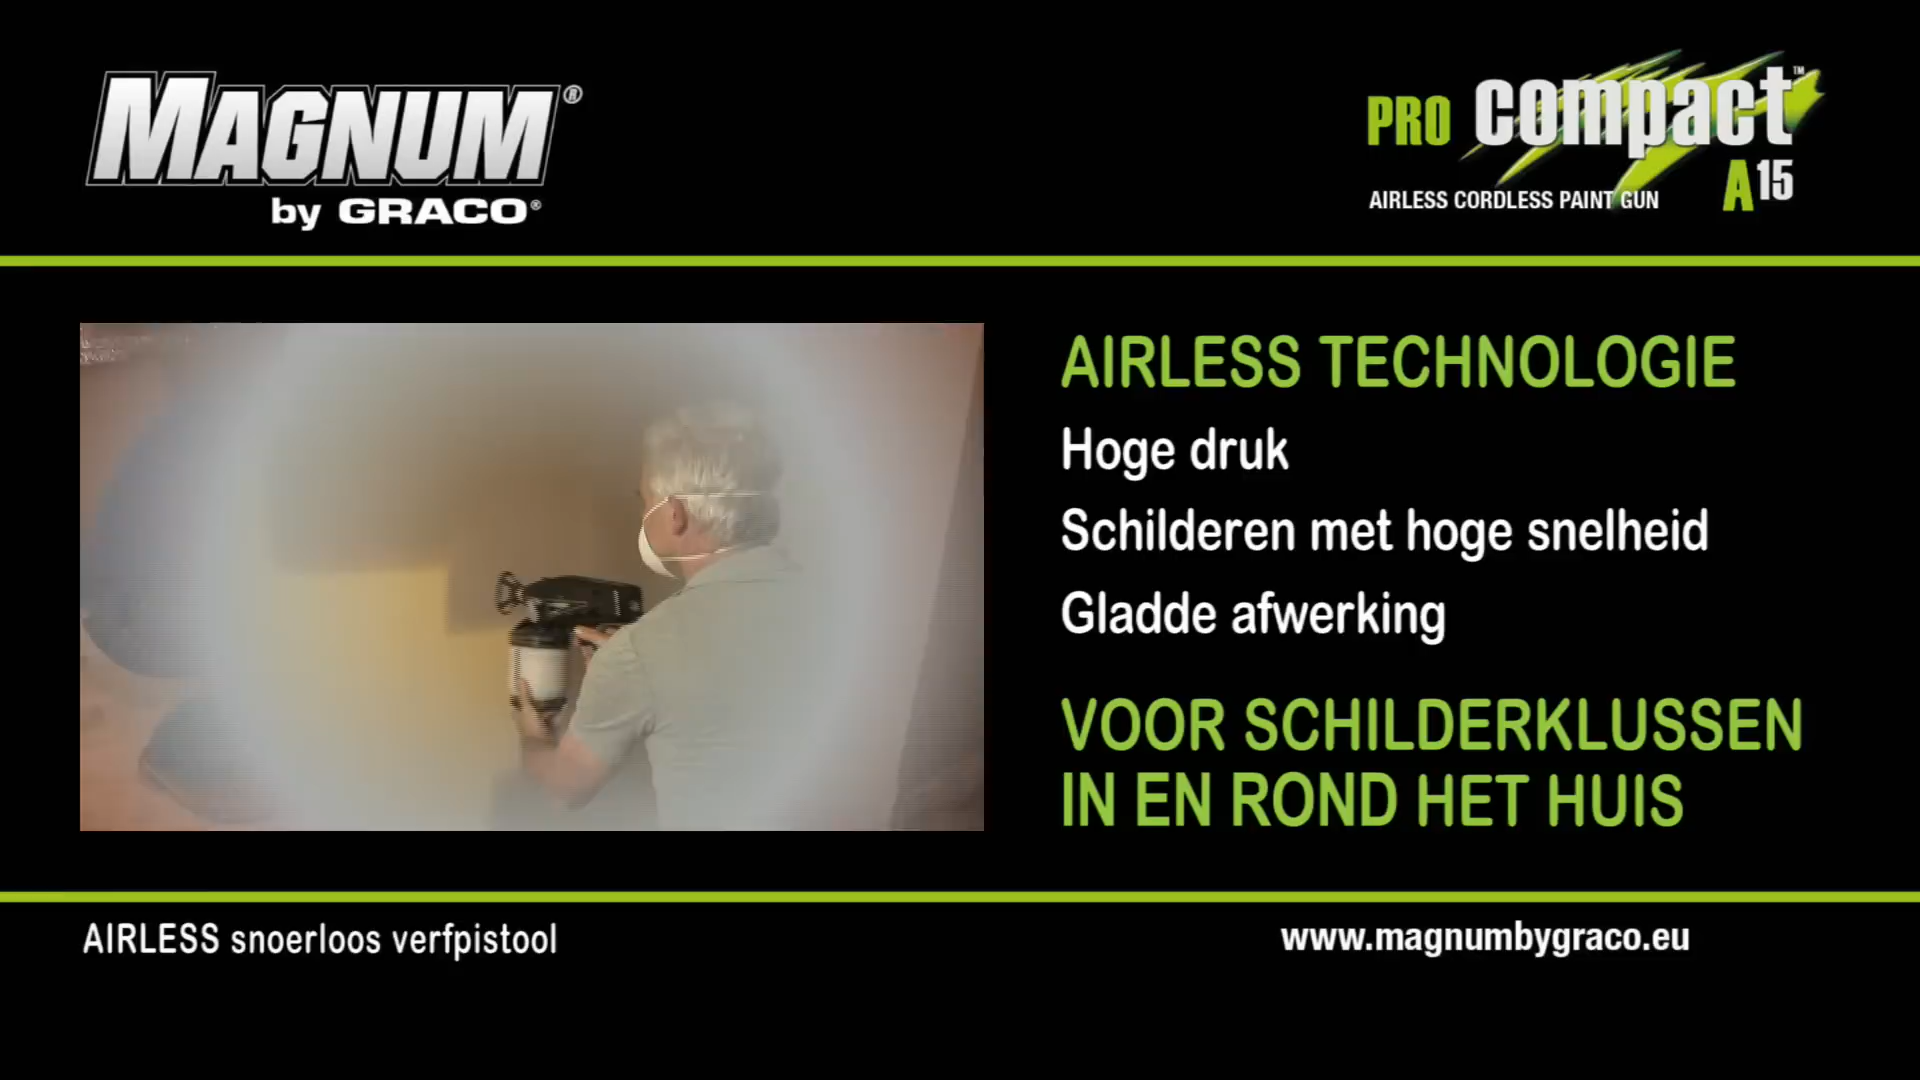 MAGNUM®
by GRACO®
PRO compact™
A15
AIRLESS CORDLESS PAINT GUN
AIRLESS TECHNOLOGIE
Hoge druk
Schilderen met hoge snelheid
Gladde afwerking
VOOR SCHILDERKLUSSEN
IN EN ROND HET HUIS
AIRLESS snoerloos verfpistool
www.magnumbygraco.eu